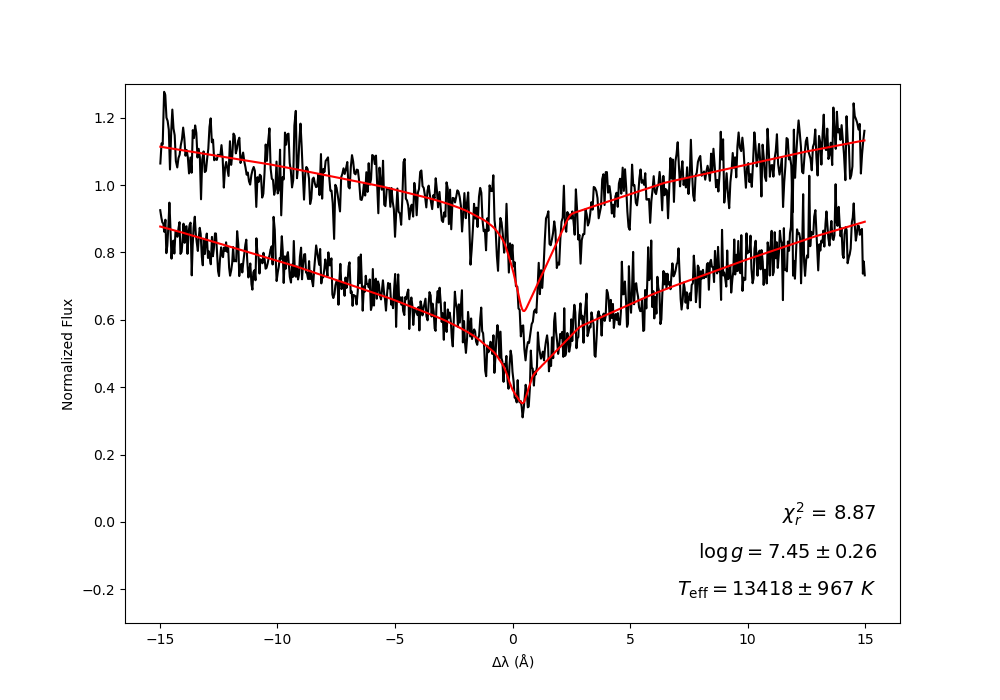 1.2
1.0
0.8
0.6
0.4
0.2
0.0
−0.2
Normalized Flux
χ²ᵣ = 8.87
log g = 7.45 ± 0.26
T_eff = 13418 ± 967 K
−15 −10 −5 0 5 10 15
Δλ (Å)